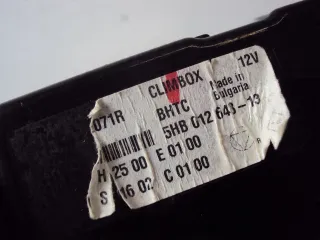 CLIMBOX 12V
071R BHTC Made in Bulgaria
5HB 012 643-13
H 25 00 E 01 00
S 16 02 C 01 00